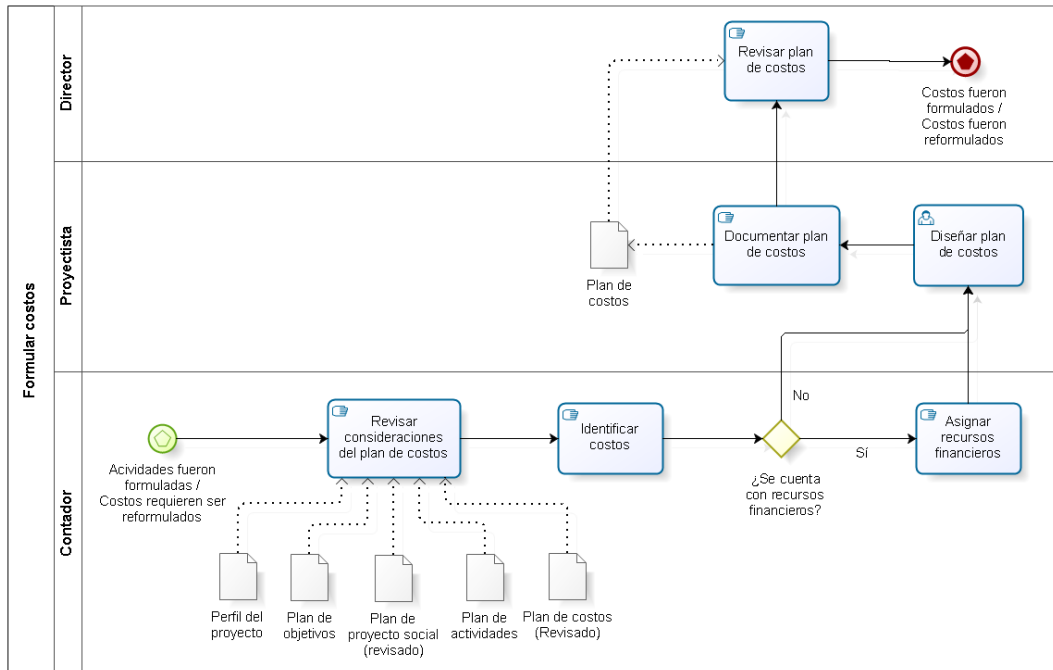 Formular costos
Director
Revisar plan
de costos
Costos fueron
formulados /
Costos fueron
reformulados
Proyectista
Plan de
costos
Documentar plan
de costos
Diseñar plan
de costos
Contador
Acividades fueron
formuladas /
Costos requieren ser
reformulados
Revisar
consideraciones
del plan de costos
Identificar
costos
No
Sí
¿Se cuenta
con recursos
financieros?
Asignar
recursos
financieros
Perfil del
proyecto
Plan de
objetivos
Plan de
proyecto social
(revisado)
Plan de
actividades
Plan de costos
(Revisado)